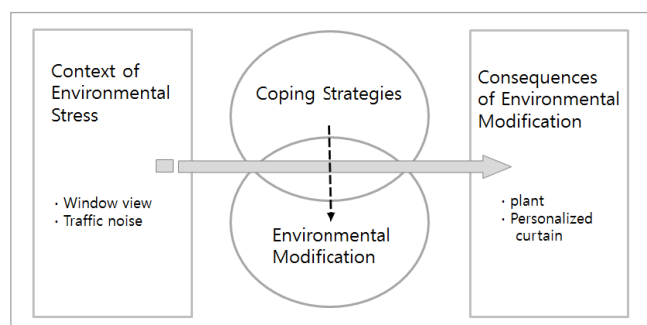 Context of
Environmental
Stress
· Window view
· Traffic noise
Coping Strategies
Environmental
Modification
Consequences
of Environmental
Modification
· plant
· Personalized
curtain